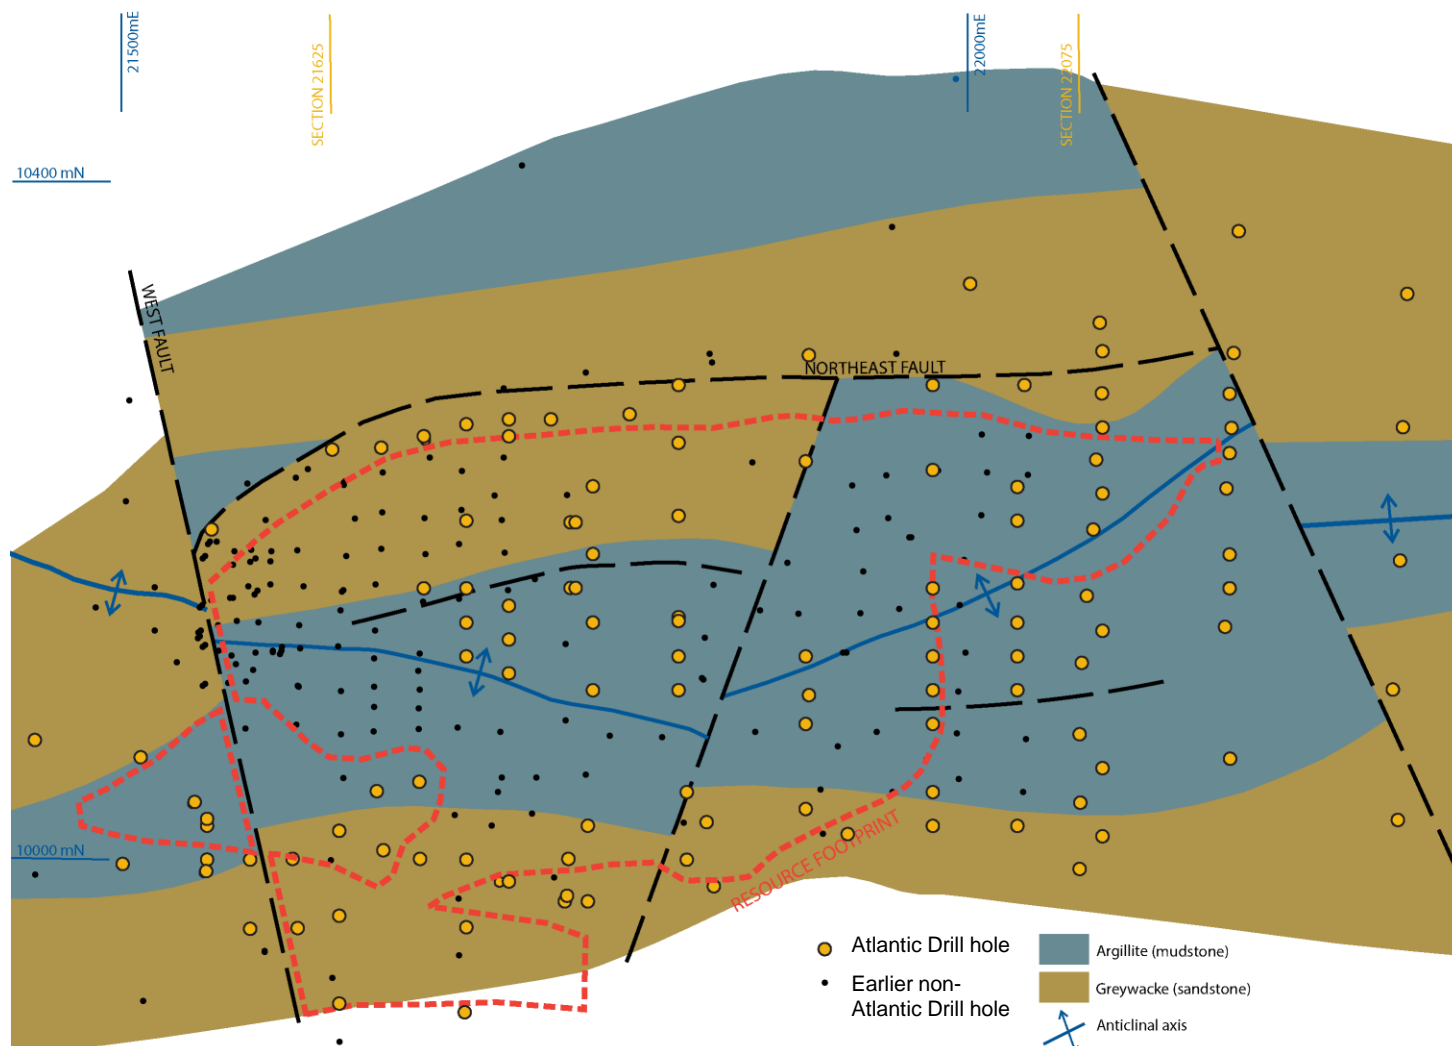 21500mE
SECTION 21625
22000mE
SECTION 22075
10400 mN
WEST FAULT
NORTHEAST FAULT
10000 mN
RESOURCE FOOTPRINT
Atlantic Drill hole
Earlier non-
Atlantic Drill hole
Argillite (mudstone)
Greywacke (sandstone)
Anticlinal axis